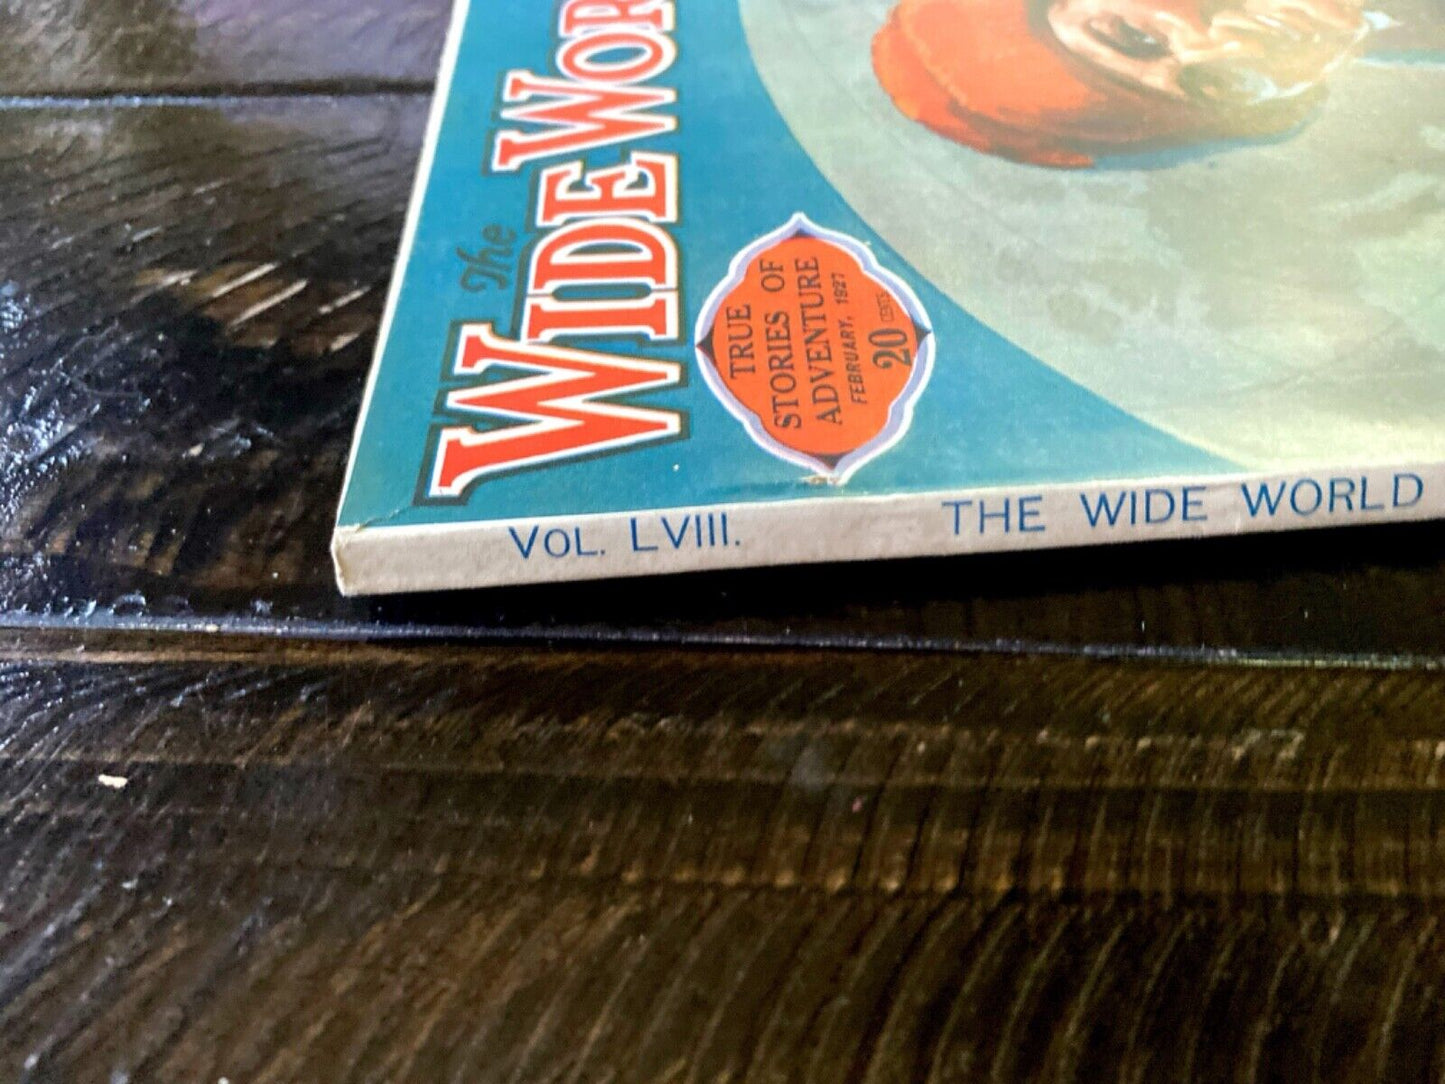 The
WIDE WOR
TRUE
STORIES OF
ADVENTURE
FEBRUARY, 1927
20 CENTS
VOL. LVIII.
THE WIDE WORLD